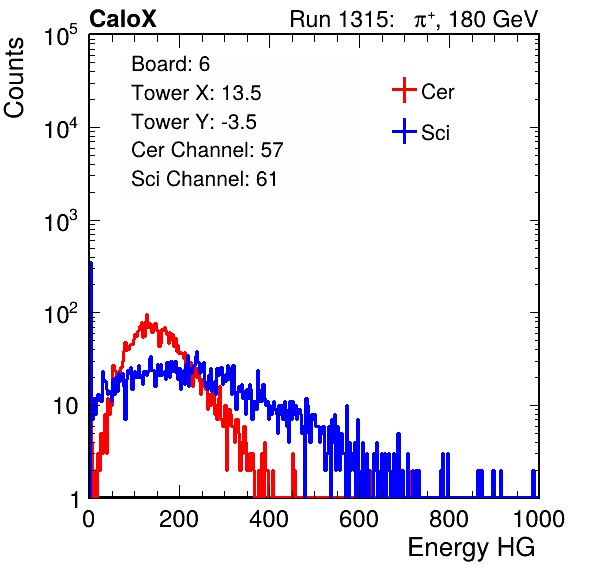 CaloX Run 1315: π⁺, 180 GeV
Counts
10⁵
10⁴
10³
10²
10
1
Board: 6
Tower X: 13.5
Tower Y: -3.5
Cer Channel: 57
Sci Channel: 61
Cer
Sci
0 200 400 600 800 1000
Energy HG